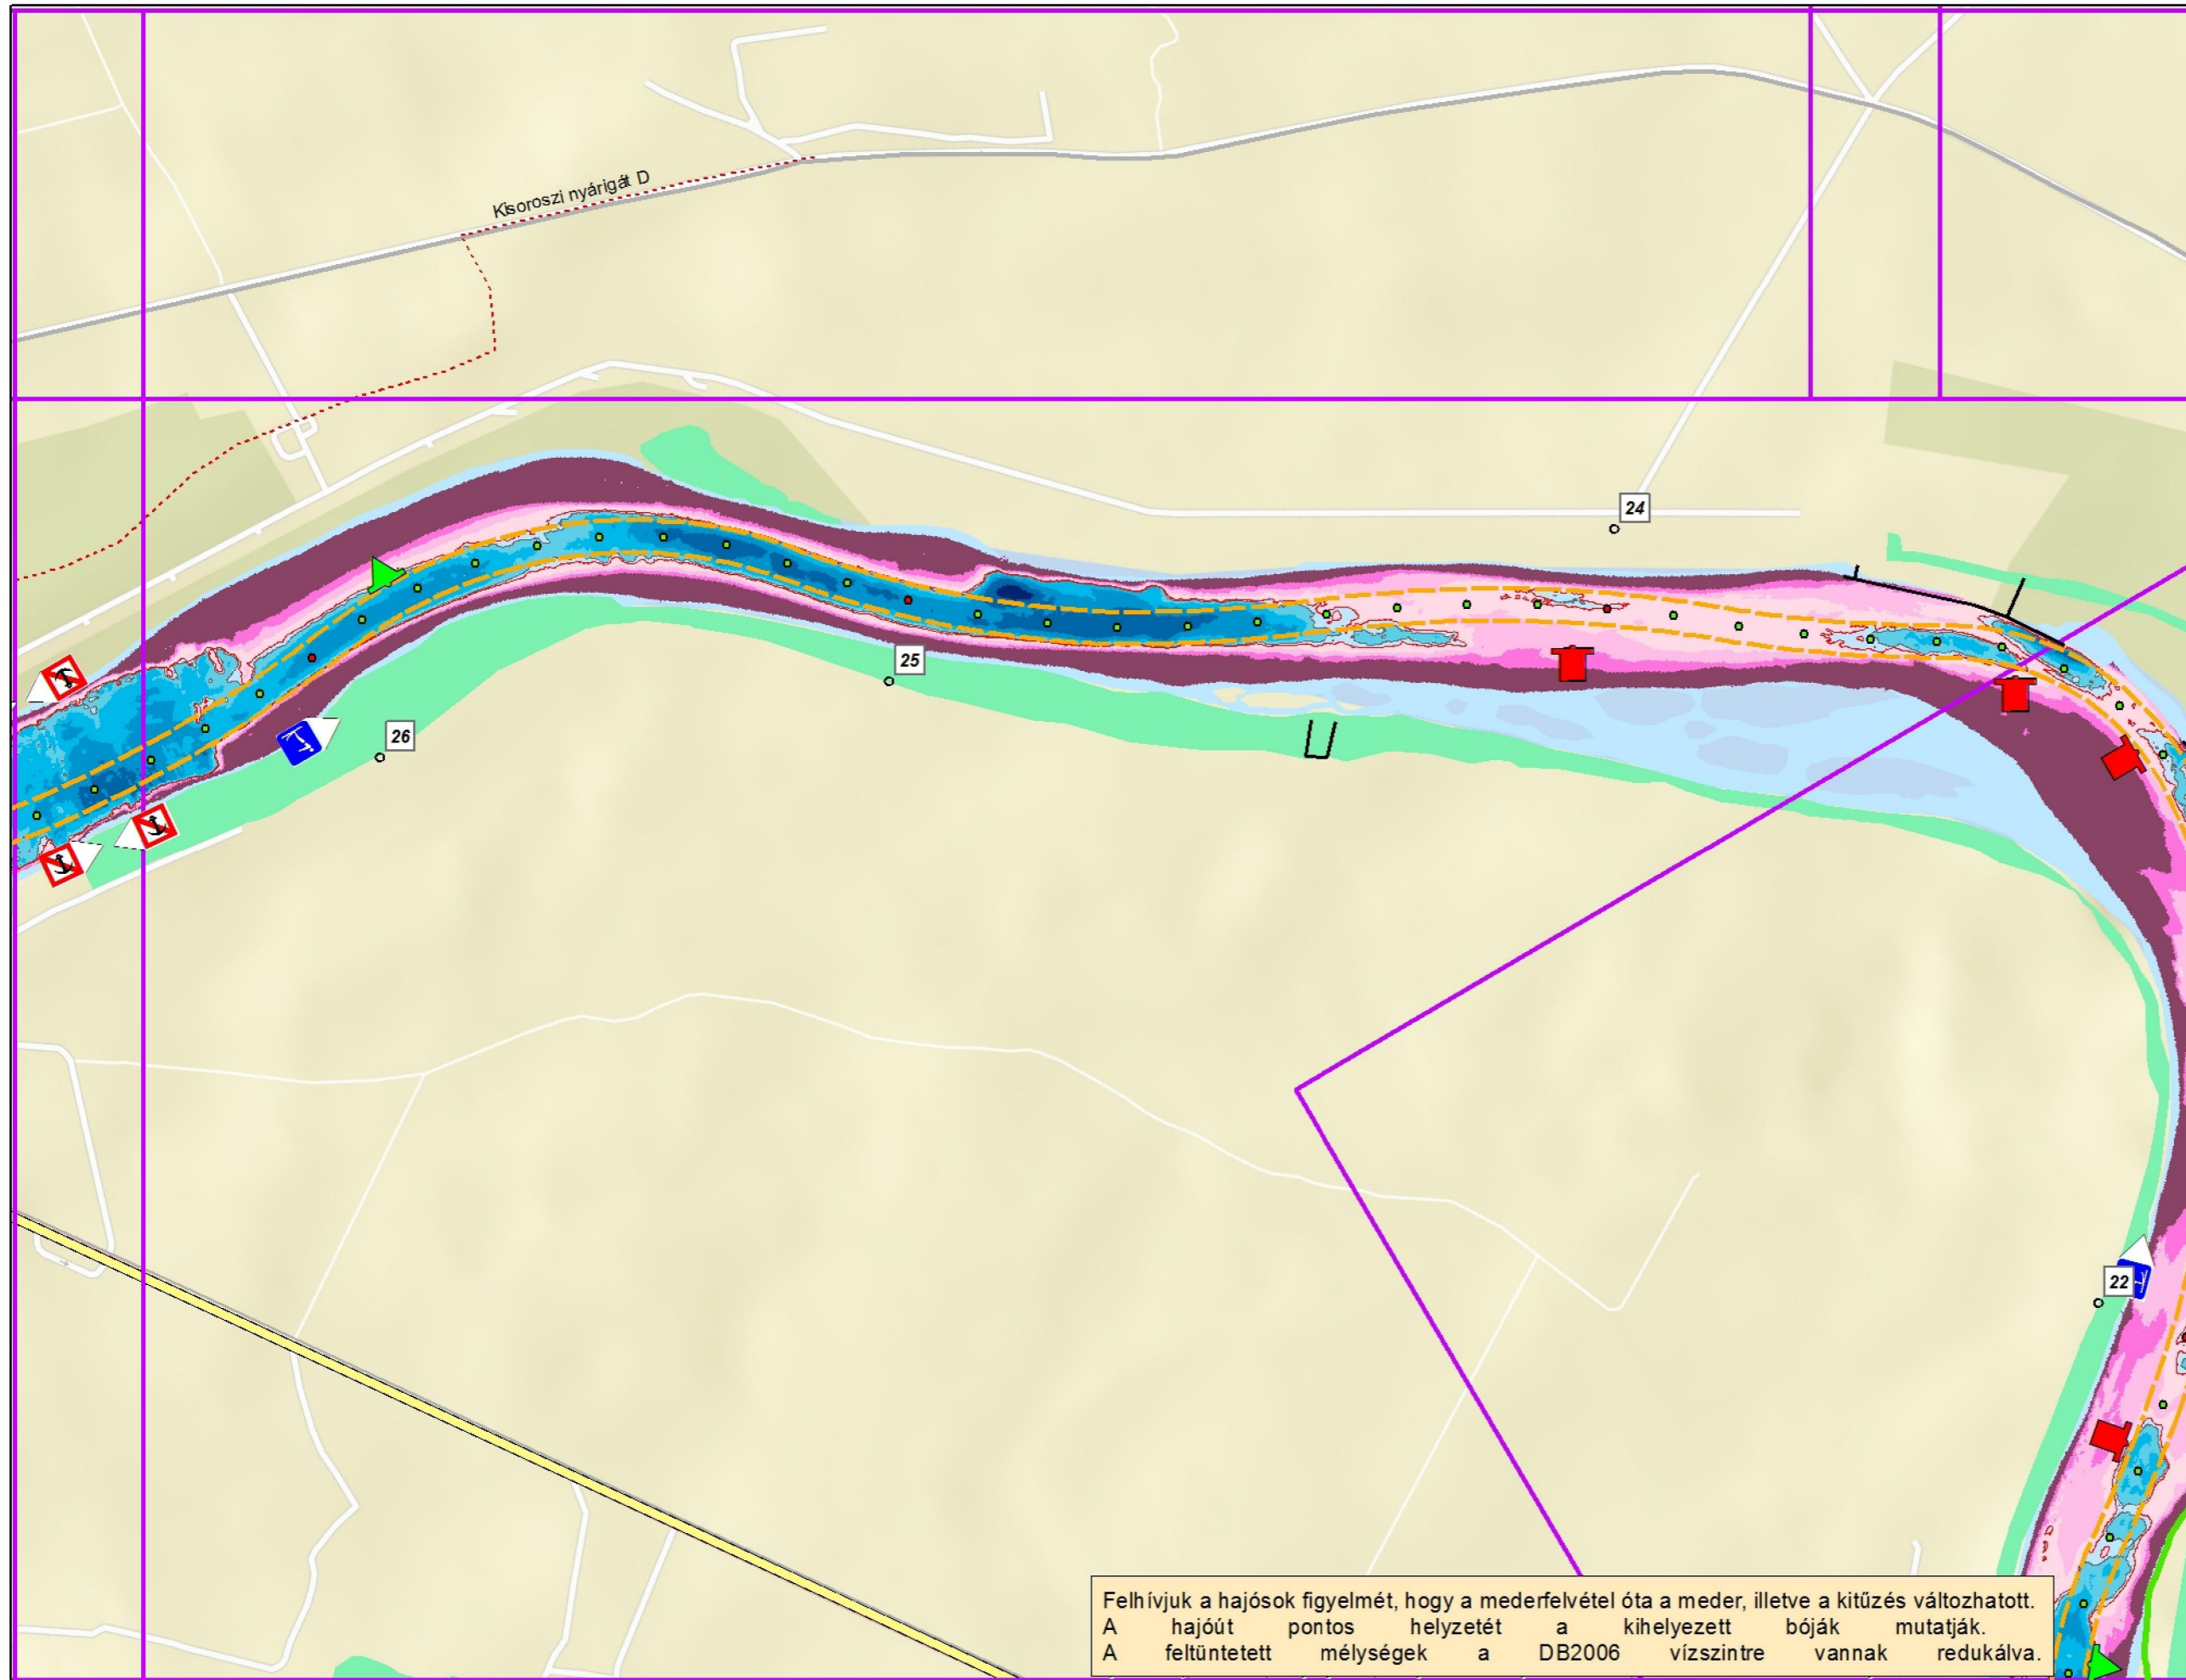 Kisoroszi nyárigát D
24
25
26
22
Felhívjuk a hajósok figyelmét, hogy a mederfelvétel óta a meder, illetve a kitűzés változhatott.
A hajóút pontos helyzetét a kihelyezett bóják mutatják.
A feltüntetett mélységek a DB2006 vízszintre vannak redukálva.